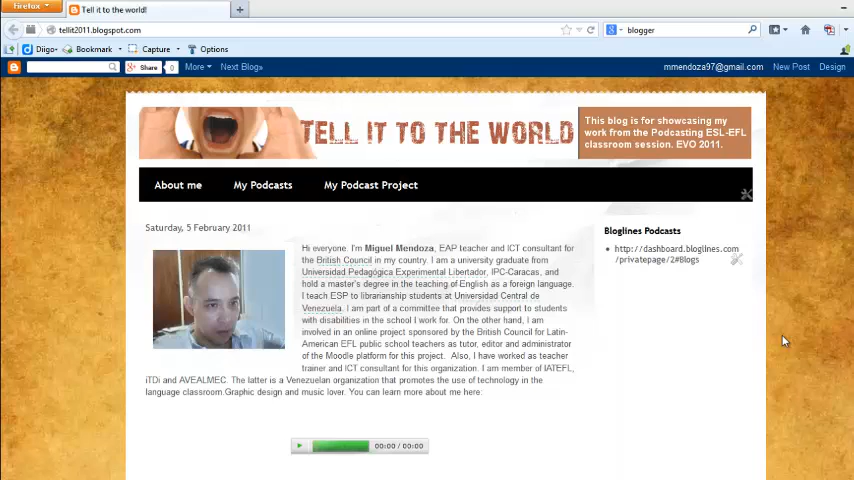 Firefox
Tell it to the world!
tellit2011.blogspot.com
blogger
Diigo
Bookmark
Capture
Options
Share
0
More
Next Blog»
mmendoza97@gmail.com
New Post
Design
TELL IT TO THE WORLD
This blog is for showcasing my
work from the Podcasting ESL-EFL
classroom session. EVO 2011.
About me
My Podcasts
My Podcast Project
Saturday, 5 February 2011
Hi everyone. I'm Miguel Mendoza, EAP teacher and ICT consultant for
the British Council in my country. I am a university graduate from
Universidad Pedagógica Experimental Libertador, IPC-Caracas, and
hold a master's degree in the teaching of English as a foreign language.
I teach ESP to librarianship students at Universidad Central de
Venezuela. I am part of a committee that provides support to students
with disabilities in the school I work for. On the other hand, I am
involved in an online project sponsored by the British Council for Latin-
American EFL public school teachers as tutor, editor and administrator
of the Moodle platform for this project. Also, I have worked as teacher
trainer and ICT consultant for this organization. I am member of IATEFL,
iTDi and AVEALMEC. The latter is a Venezuelan organization that promotes the use of technology in the
language classroom.Graphic design and music lover. You can learn more about me here:
00:00 / 00:00
Bloglines Podcasts
http://dashboard.bloglines.com
/privatepage/2#Blogs